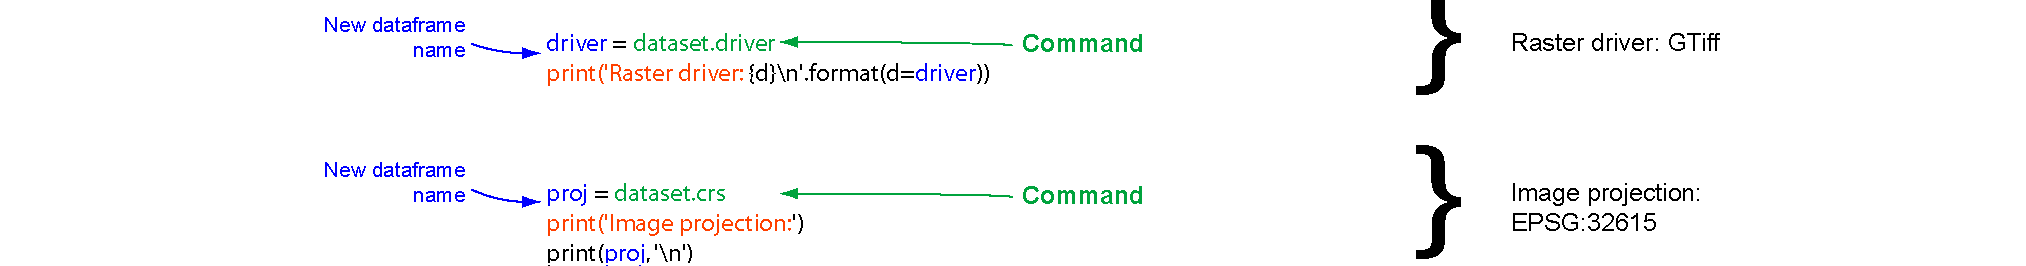 New dataframe
name
driver = dataset.driver
Command
print('Raster driver: {d}\n'.format(d=driver))
Raster driver: GTiff
New dataframe
name
proj = dataset.crs
Command
print('Image projection:')
print(proj,'\n')
Image projection:
EPSG:32615